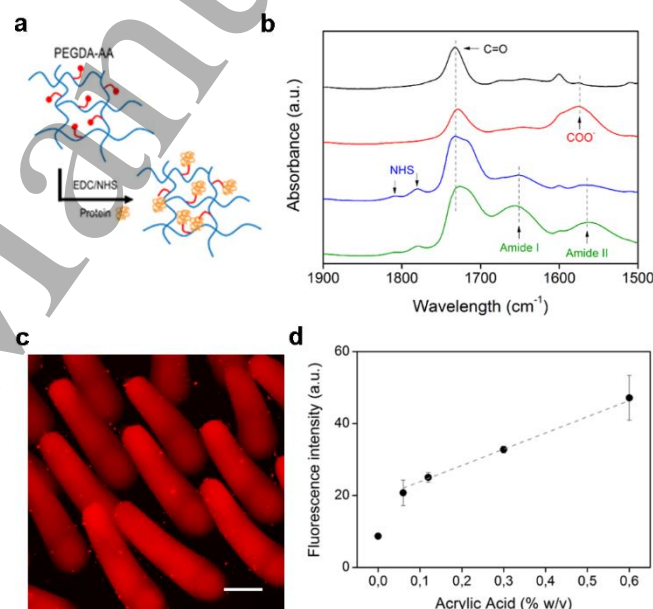 a
PEGDA-AA
EDC/NHS
Protein
b
C=O
COO⁻
NHS
Amide I
Amide II
Absorbance (a.u.)
1900 1800 1700 1600 1500
Wavelength (cm⁻¹)
c
d
60
40
20
0
Fluorescence intensity (a.u.)
0,0 0,1 0,2 0,3 0,4 0,5 0,6
Acrylic Acid (% w/v)